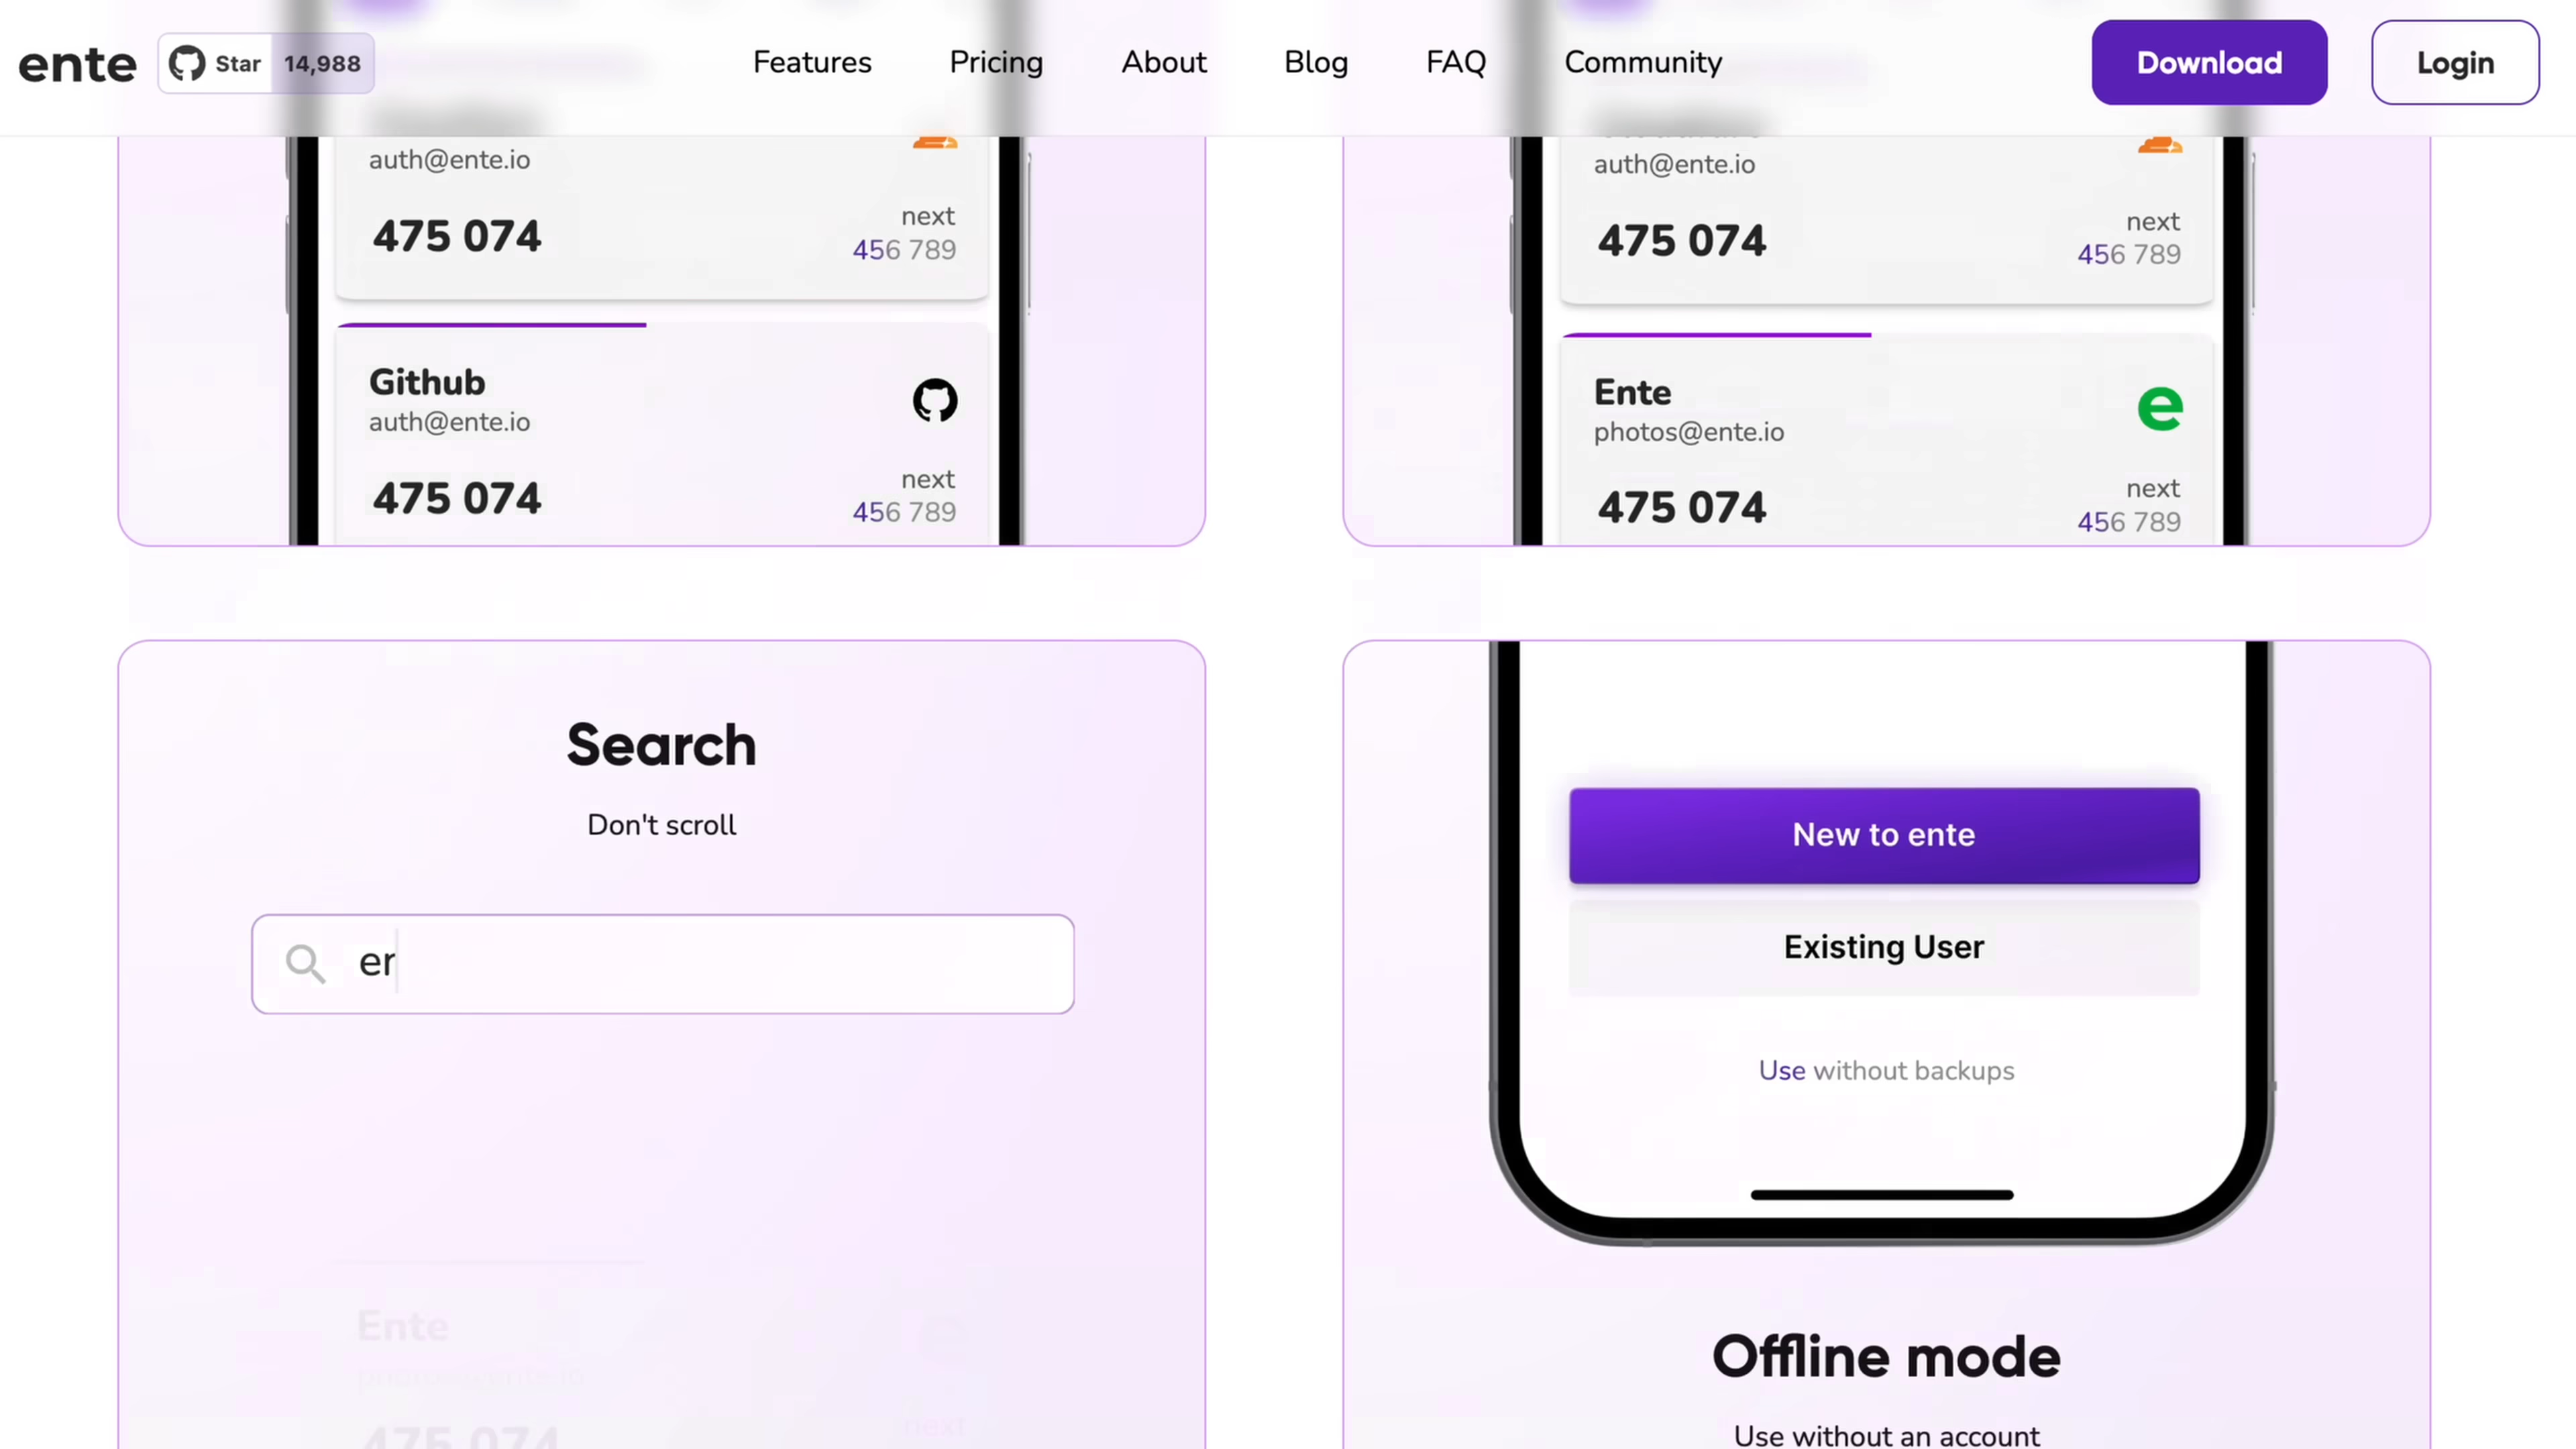 ente Star 14,988 Features Pricing About Blog FAQ Community Download Login
auth@ente.io
475 074
next
456 789
Github
auth@ente.io
475 074
next
456 789
auth@ente.io
475 074
next
456 789
Ente
photos@ente.io
e
475 074
next
456 789
Search
Don't scroll
er
Ente
475 074
next
New to ente
Existing User
Use without backups
Offline mode
Use without an account